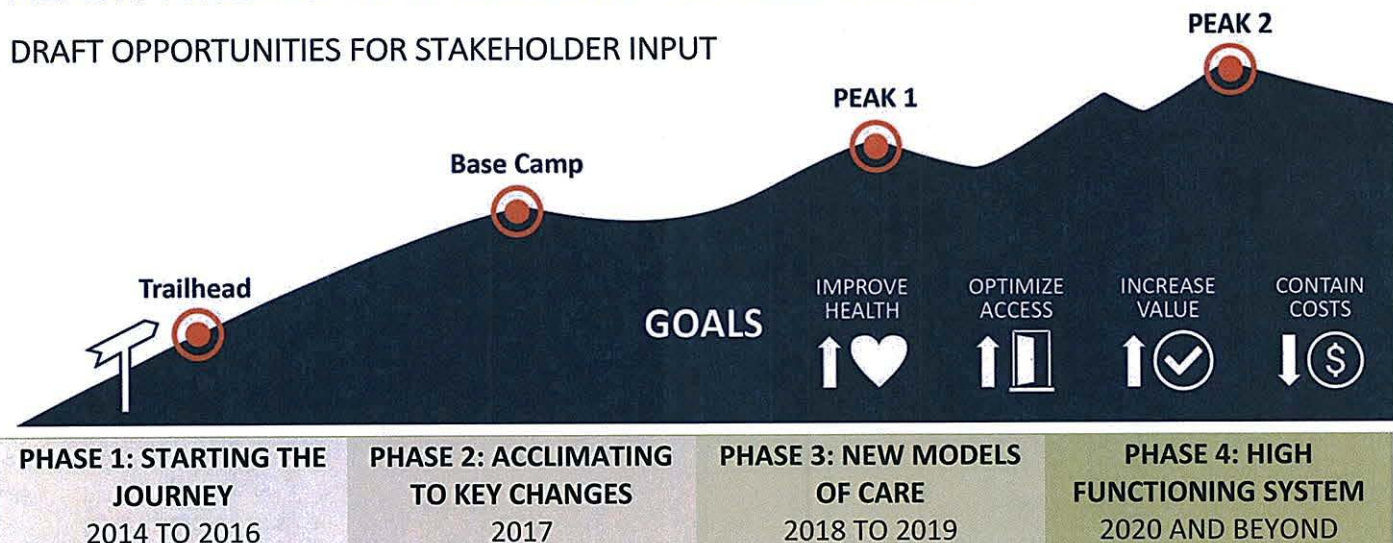 DRAFT OPPORTUNITIES FOR STAKEHOLDER INPUT
PEAK 2
PEAK 1
Base Camp
Trailhead
GOALS
IMPROVE
HEALTH
OPTIMIZE
ACCESS
INCREASE
VALUE
CONTAIN
COSTS
$
PHASE 1: STARTING THE
JOURNEY
2014 TO 2016
PHASE 2: ACCLIMATING
TO KEY CHANGES
2017
PHASE 3: NEW MODELS
OF CARE
2018 TO 2019
PHASE 4: HIGH
FUNCTIONING SYSTEM
2020 AND BEYOND